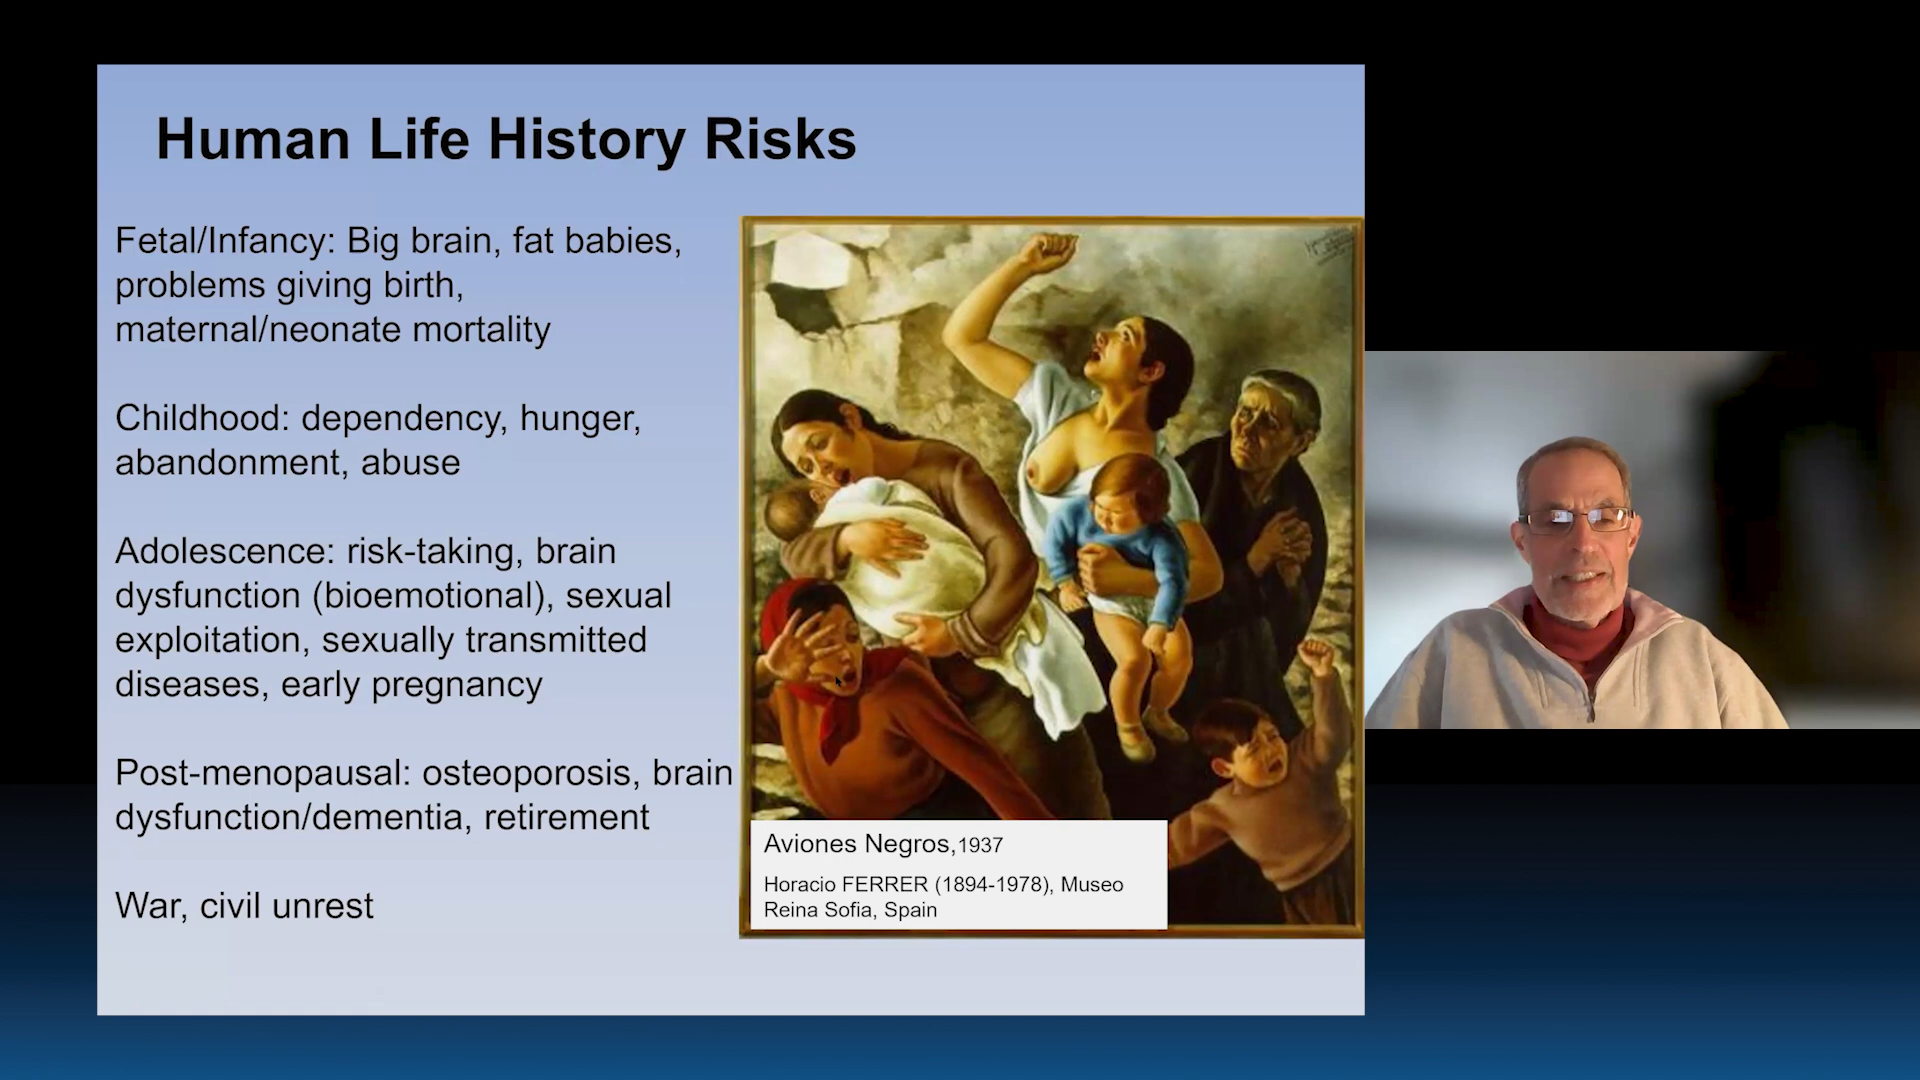 Human Life History Risks
Fetal/Infancy: Big brain, fat babies,
problems giving birth,
maternal/neonate mortality
Childhood: dependency, hunger,
abandonment, abuse
Adolescence: risk-taking, brain
dysfunction (bioemotional), sexual
exploitation, sexually transmitted
diseases, early pregnancy
Post-menopausal: osteoporosis, brain
dysfunction/dementia, retirement
War, civil unrest
Aviones Negros,1937
Horacio FERRER (1894-1978), Museo
Reina Sofia, Spain